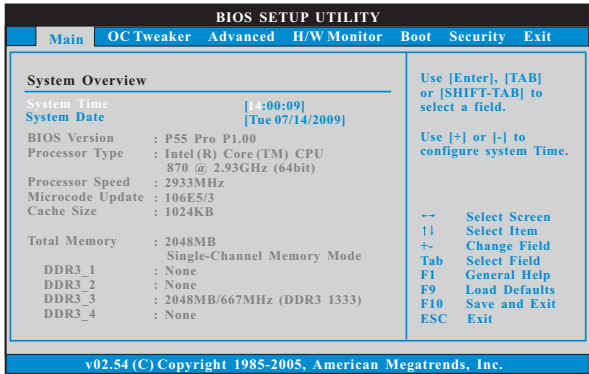 BIOS SETUP UTILITY
Main OC Tweaker Advanced H/W Monitor Boot Security Exit
System Overview
System Time [14:00:09]
System Date [Tue 07/14/2009]
BIOS Version : P55 Pro P1.00
Processor Type : Intel (R) Core (TM) CPU
870 @ 2.93GHz (64bit)
Processor Speed : 2933MHz
Microcode Update : 106E5/3
Cache Size : 1024KB
Total Memory : 2048MB
Single-Channel Memory Mode
DDR3_1 : None
DDR3_2 : None
DDR3_3 : 2048MB/667MHz (DDR3 1333)
DDR3_4 : None
Use [Enter], [TAB]
or [SHIFT-TAB] to
select a field.
Use [+] or [-] to
configure system Time.
←→ Select Screen
↑↓ Select Item
+- Change Field
Tab Select Field
F1 General Help
F9 Load Defaults
F10 Save and Exit
ESC Exit
v02.54 (C) Copyright 1985-2005, American Megatrends, Inc.